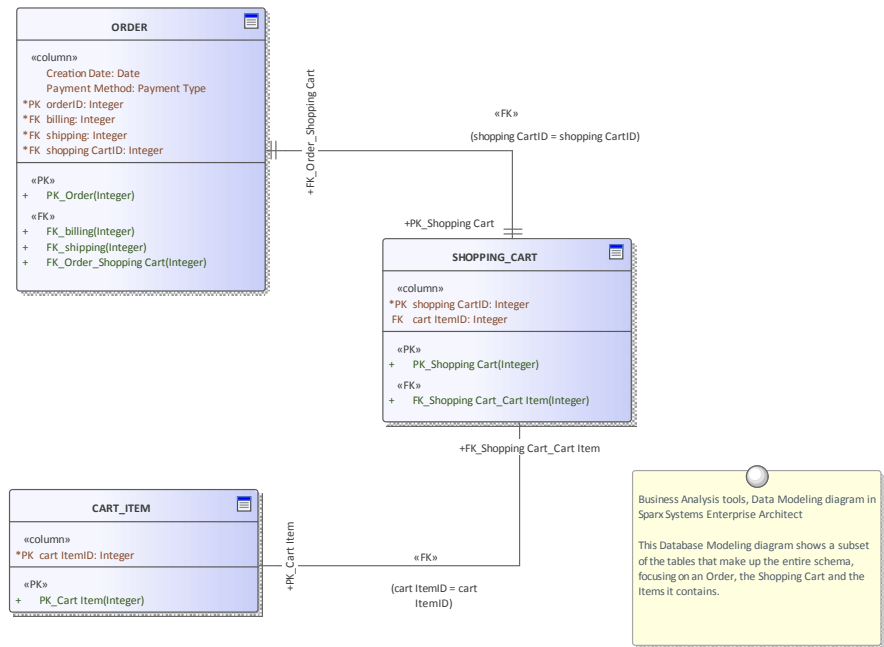 ORDER
«column»
Creation Date: Date
Payment Method: Payment Type
*PK orderID: Integer
*FK billing: Integer
*FK shipping: Integer
*FK shopping CartID: Integer
«PK»
+ PK_Order(Integer)
«FK»
+ FK_billing(Integer)
+ FK_shipping(Integer)
+ FK_Order_Shopping Cart(Integer)
+FK_Order_Shopping Cart
«FK»
(shopping CartID = shopping CartID)
+PK_Shopping Cart
SHOPPING_CART
«column»
*PK shopping CartID: Integer
FK cart ItemID: Integer
«PK»
+ PK_Shopping Cart(Integer)
«FK»
+ FK_Shopping Cart_Cart Item(Integer)
+FK_Shopping Cart_Cart Item
CART_ITEM
«column»
*PK cart ItemID: Integer
«PK»
+ PK_Cart Item(Integer)
+PK_Cart Item
«FK»
(cart ItemID = cart
ItemID)
Business Analysis tools, Data Modeling diagram in
Sparx Systems Enterprise Architect
This Database Modeling diagram shows a subset
of the tables that make up the entire schema,
focusing on an Order, the Shopping Cart and the
Items it contains.